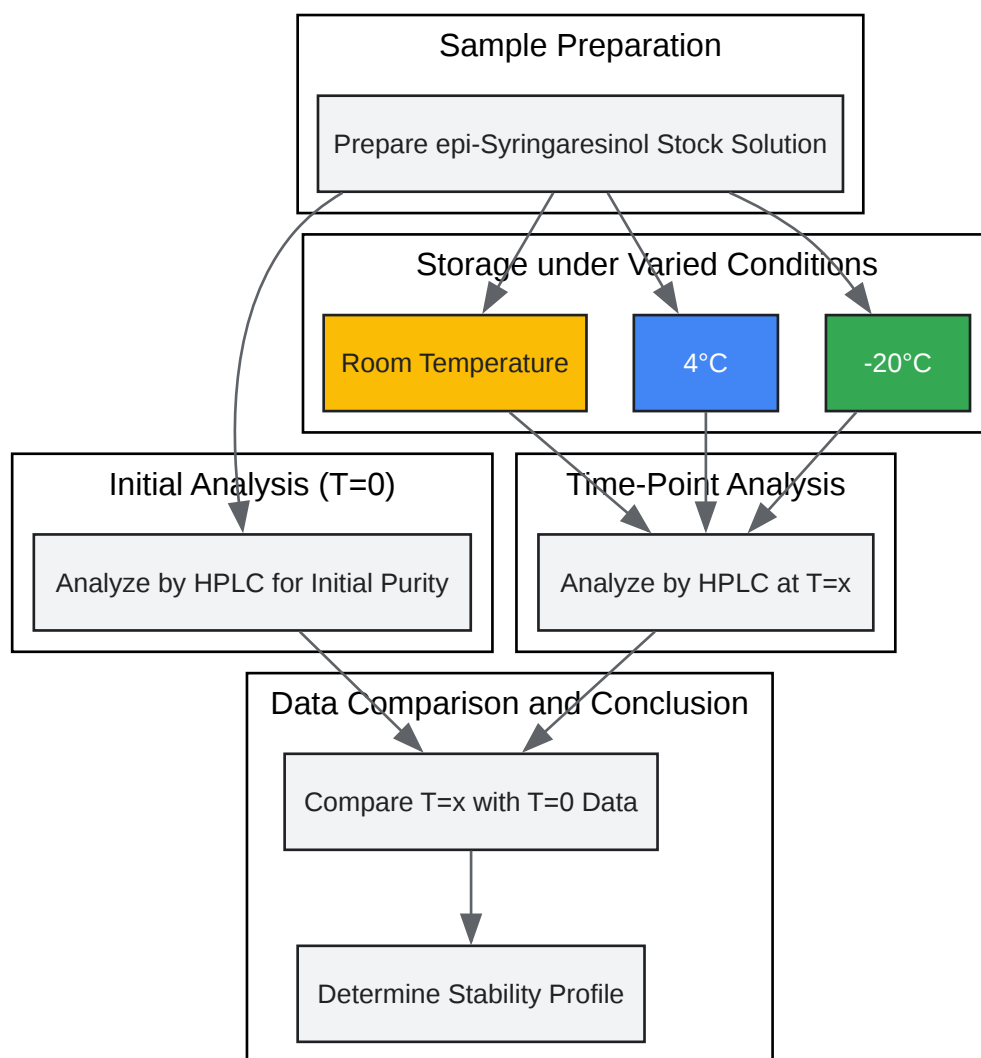 Sample Preparation
Prepare epi-Syringaresinol Stock Solution
Storage under Varied Conditions
Room Temperature
4°C
-20°C
Initial Analysis (T=0)
Time-Point Analysis
Analyze by HPLC for Initial Purity
Analyze by HPLC at T=x
Data Comparison and Conclusion
Compare T=x with T=0 Data
Determine Stability Profile